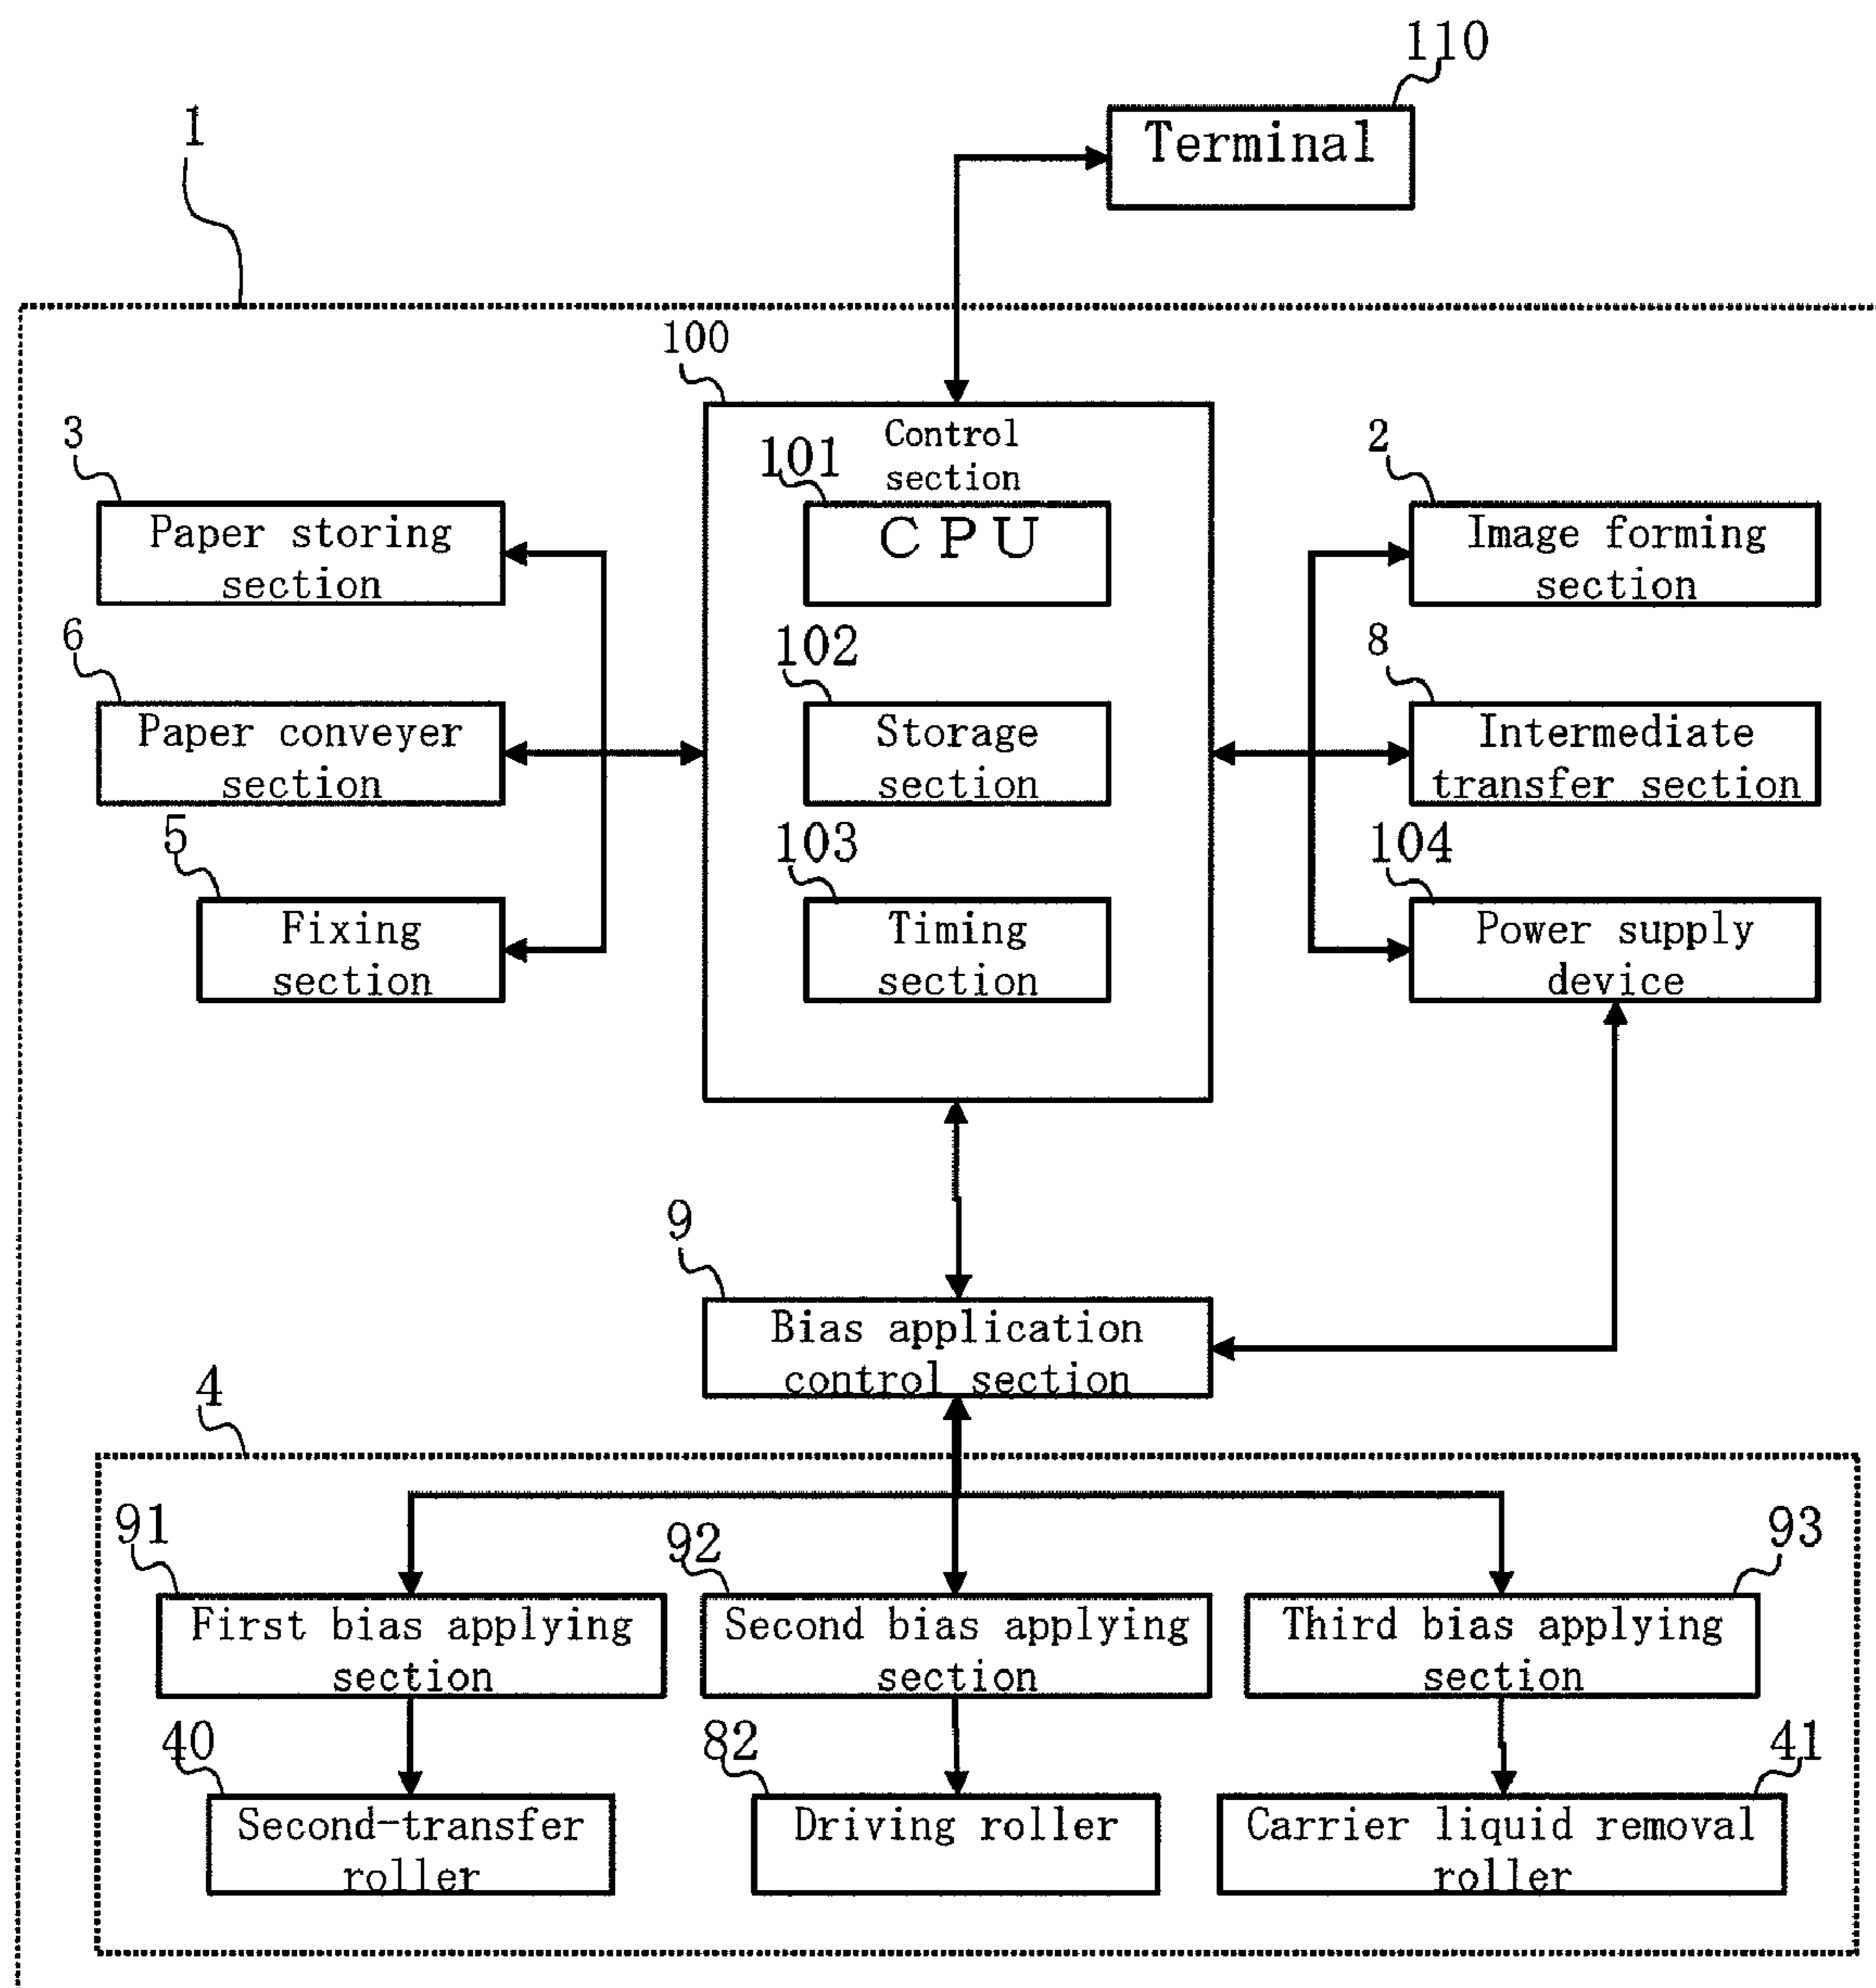 110
Terminal
1
100
Control
section
3
Paper storing
section
101
CPU
2
Image forming
section
6
Paper conveyer
section
102
Storage
section
8
Intermediate
transfer section
5
Fixing
section
103
Timing
section
104
Power supply
device
9
Bias application
control section
4
91
First bias applying
section
92
Second bias applying
section
93
Third bias applying
section
40
Second-transfer
roller
82
Driving roller
41
Carrier liquid removal
roller